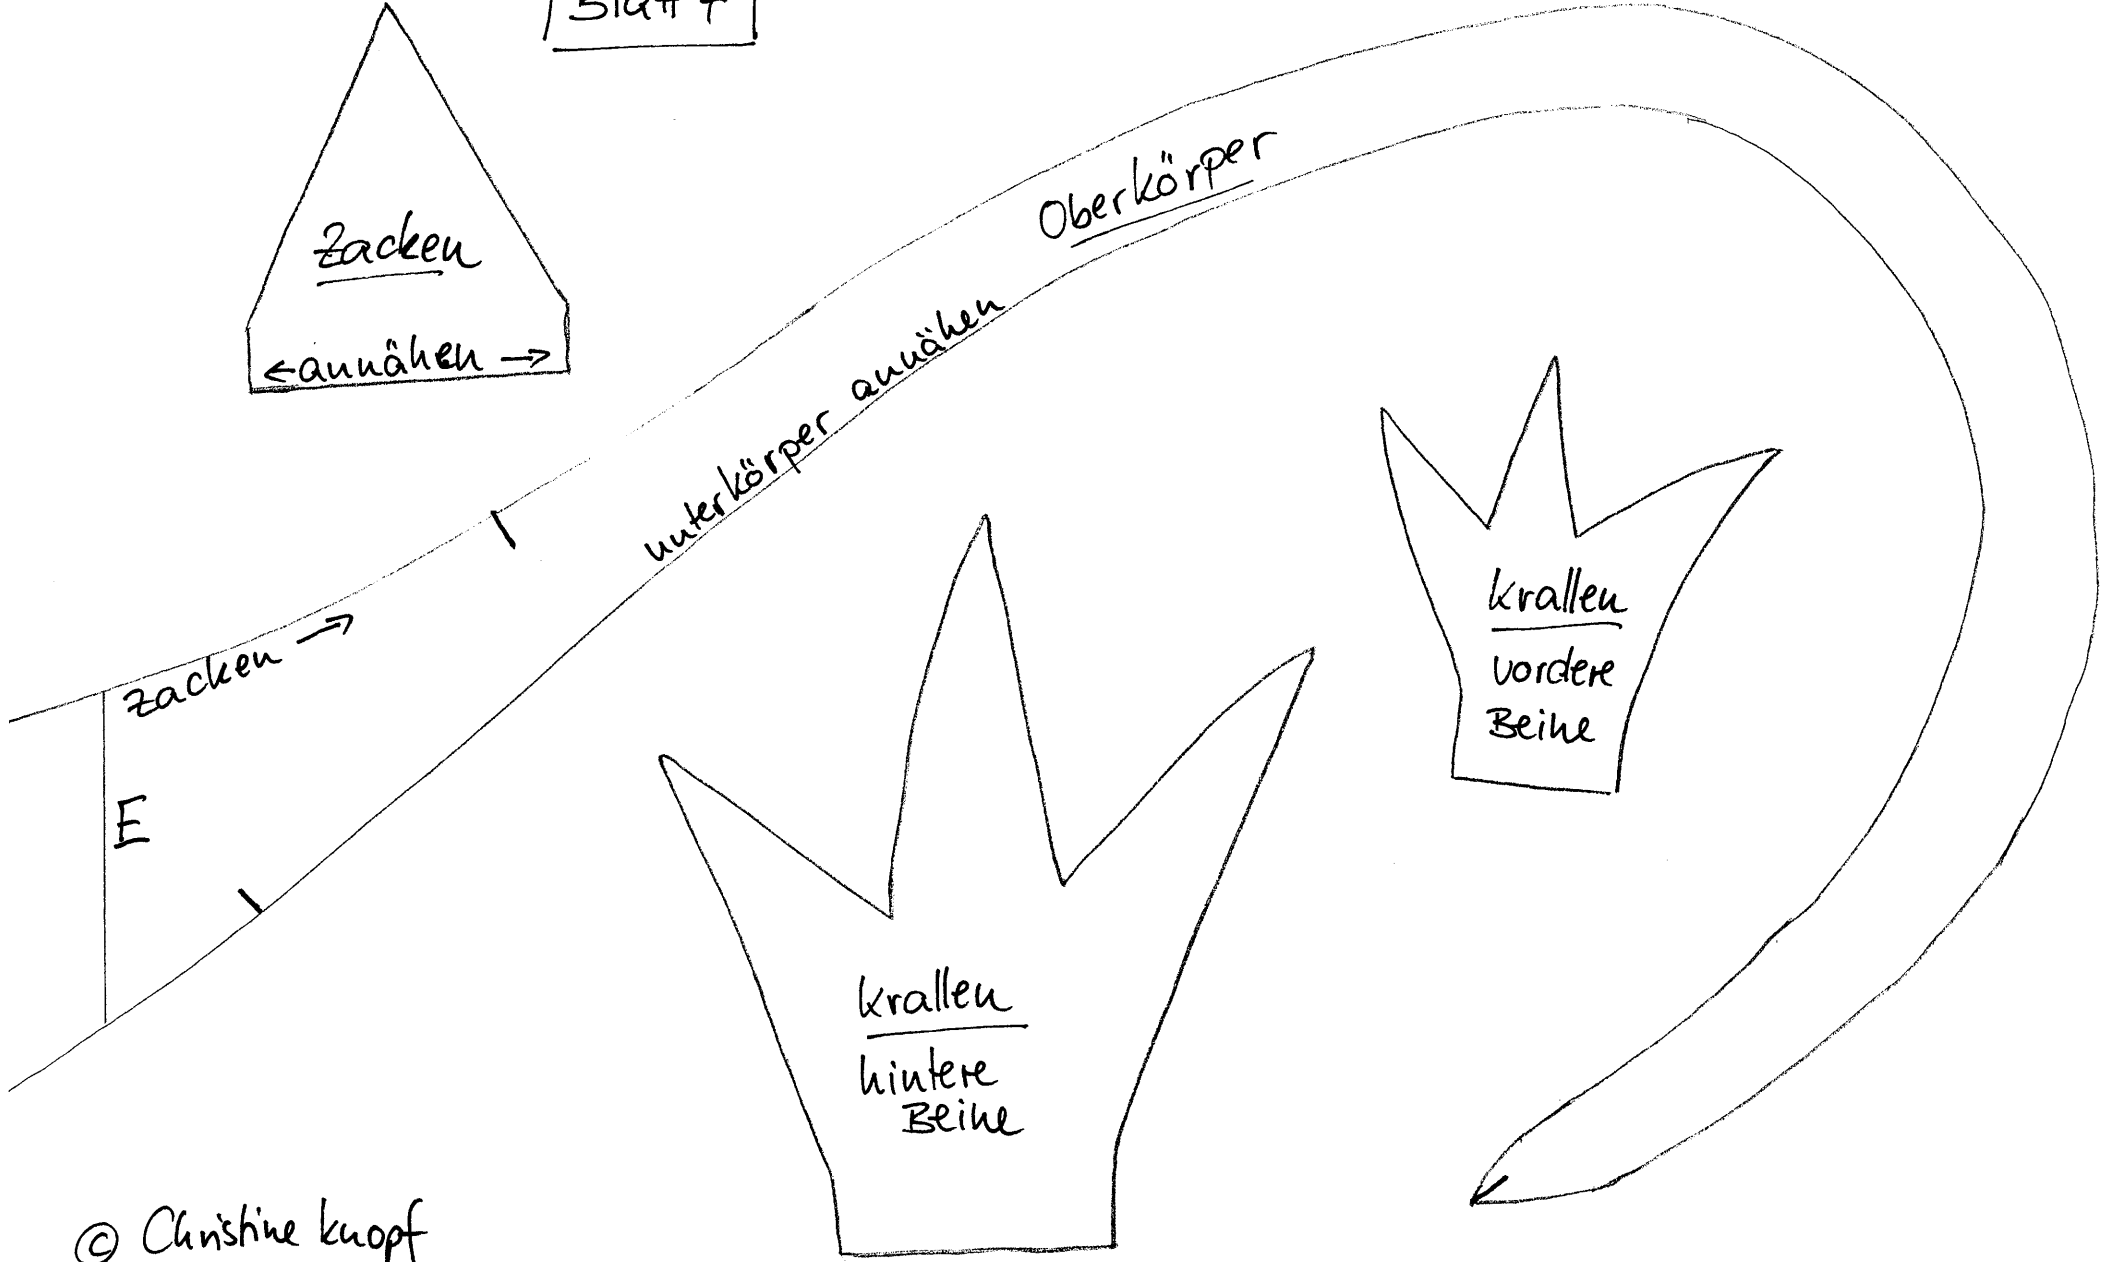 Zacken
←annähen→
Oberkörper
unterkörper annähen
Zacken →
E
Krallen
vordere
Beine
Krallen
hintere
Beine
© Christine Knopf